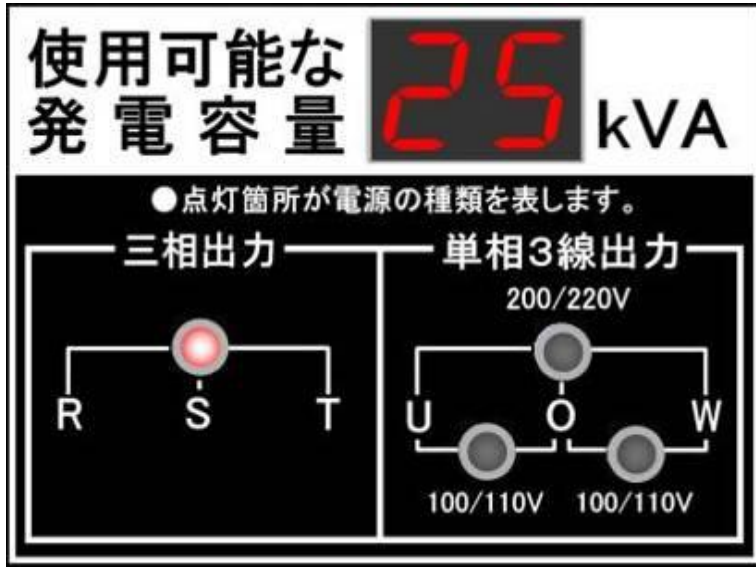 使用可能な
発電容量
25
kVA
●点灯箇所が電源の種類を表します。
三相出力
単相3線出力
200/220V
R S T
U O W
100/110V 100/110V